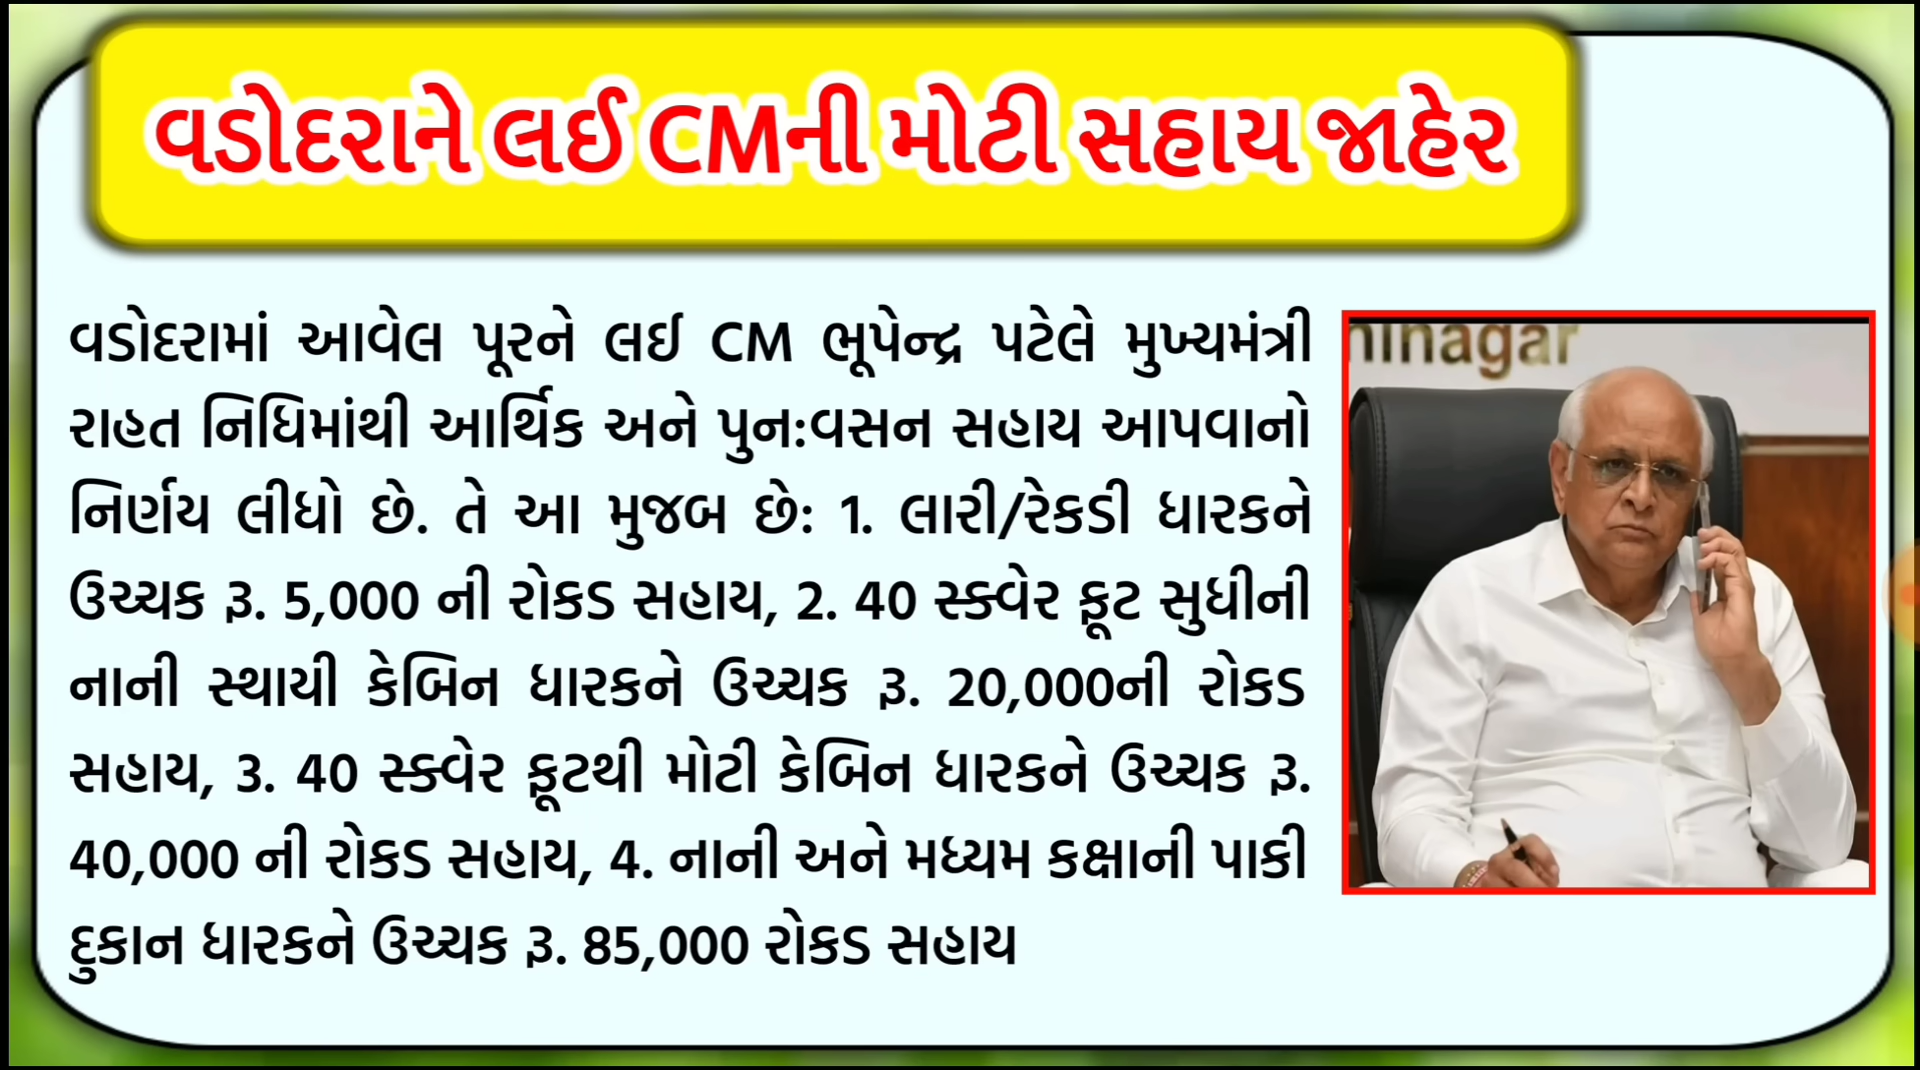 વડોદરાને લઈ CMની મોટી સહાય જાહેર
વડોદરામાં આવેલ પૂરને લઈ CM ભૂપેન્દ્ર પટેલે મુખ્યમંત્રી
રાહત નિધિમાંથી આર્થિક અને પુનઃવસન સહાય આપવાનો
નિર્ણય લીધો છે. તે આ મુજબ છેઃ 1. લારી/રેકડી ધારકને
ઉચ્ચક રૂ. 5,000 ની રોકડ સહાય, 2. 40 સ્ક્વેર ફૂટ સુધીની
નાની સ્થાયી કેબિન ધારકને ઉચ્ચક રૂ. 20,000ની રોકડ
સહાય, 3. 40 સ્ક્વેર ફૂટથી મોટી કેબિન ધારકને ઉચ્ચક રૂ.
40,000 ની રોકડ સહાય, 4. નાની અને મધ્યમ કક્ષાની પાકી
દુકાન ધારકને ઉચ્ચક રૂ. 85,000 રોકડ સહાય